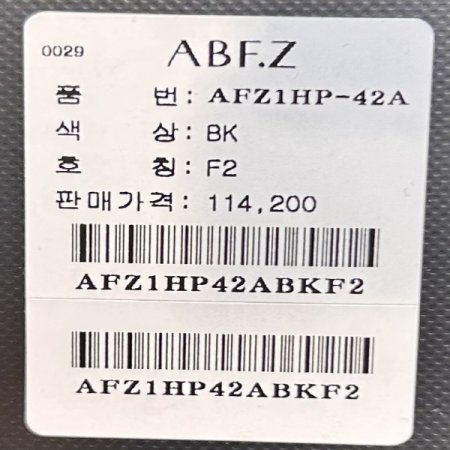 0029 ABF.Z
품 번 : AFZ1HP-42A
색 상 : BK
호 칭 : F2
판매가격 : 114,200
AFZ1HP42ABKF2
AFZ1HP42ABKF2